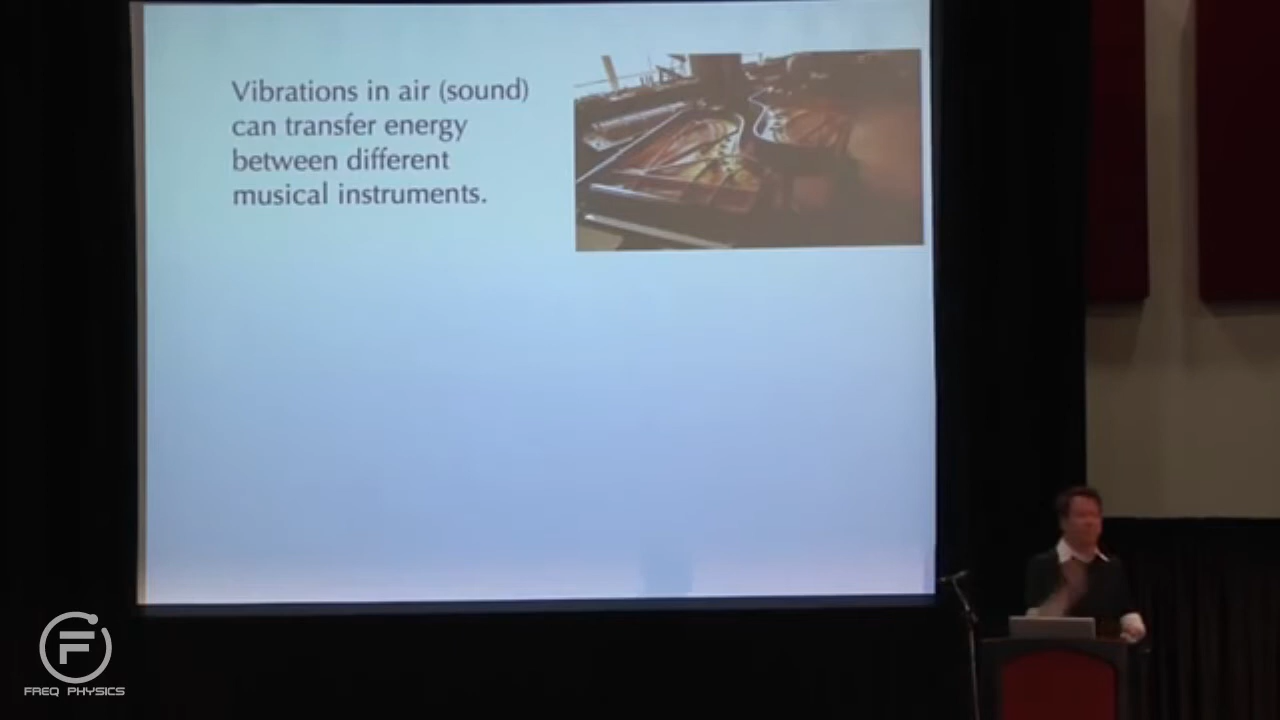 Vibrations in air (sound)
can transfer energy
between different
musical instruments.
F
FREQ PHYSICS